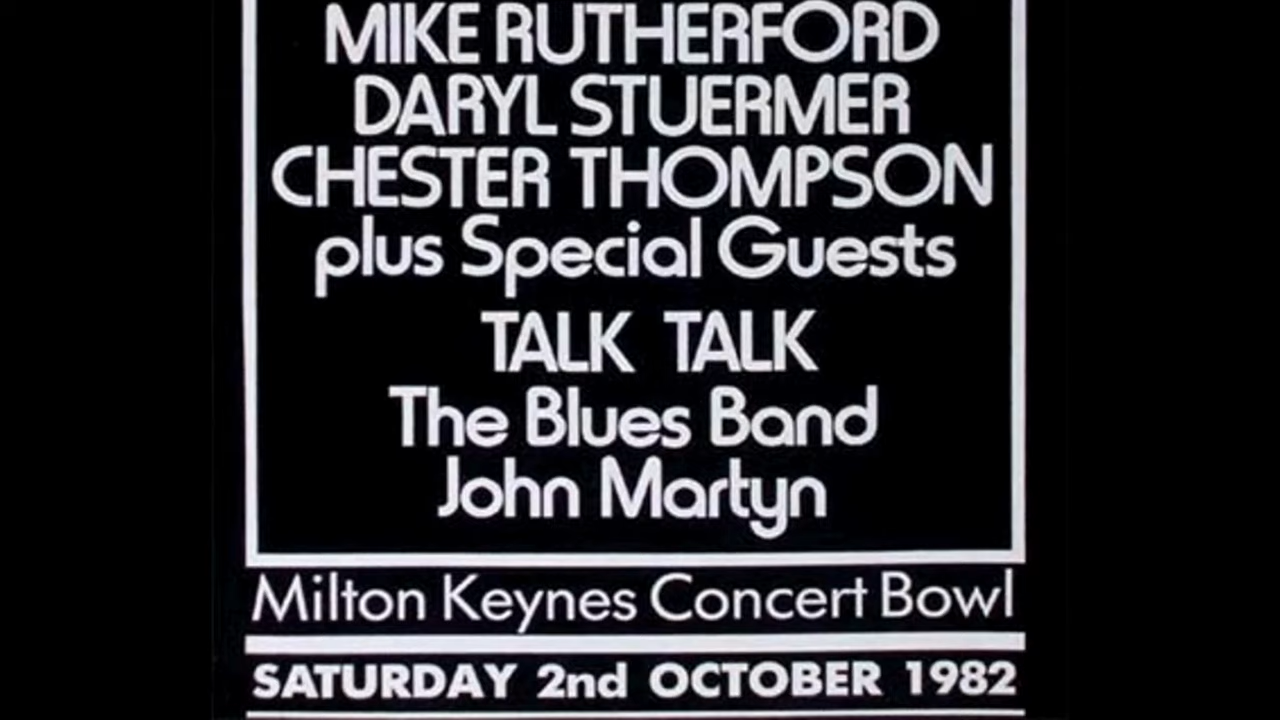 MIKE RUTHERFORD
DARYL STUERMER
CHESTER THOMPSON
plus Special Guests
TALK TALK
The Blues Band
John Martyn
Milton Keynes Concert Bowl
SATURDAY 2nd OCTOBER 1982